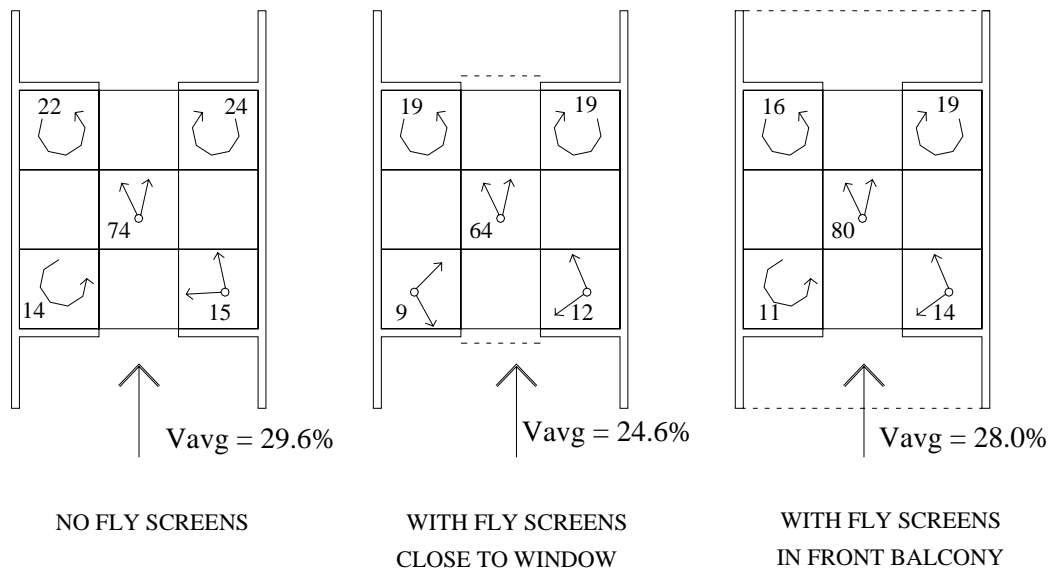 22
24
74
14
15
Vavg = 29.6%
NO FLY SCREENS
19
19
64
9
12
Vavg = 24.6%
WITH FLY SCREENS
CLOSE TO WINDOW
16
19
80
11
14
Vavg = 28.0%
WITH FLY SCREENS
IN FRONT BALCONY